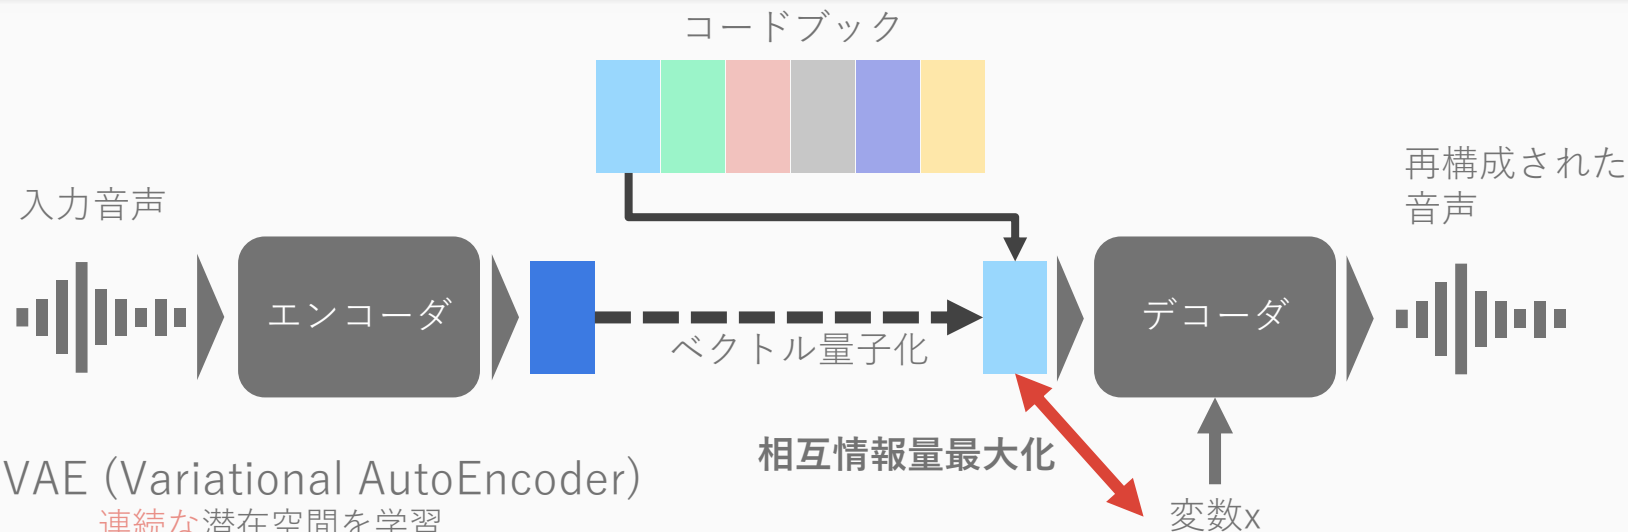 コードブック
入力音声
再構成された
音声
エンコーダ
デコーダ
ベクトル量子化
相互情報量最大化
VAE (Variational AutoEncoder)
連続な潜在空間を学習
変数x